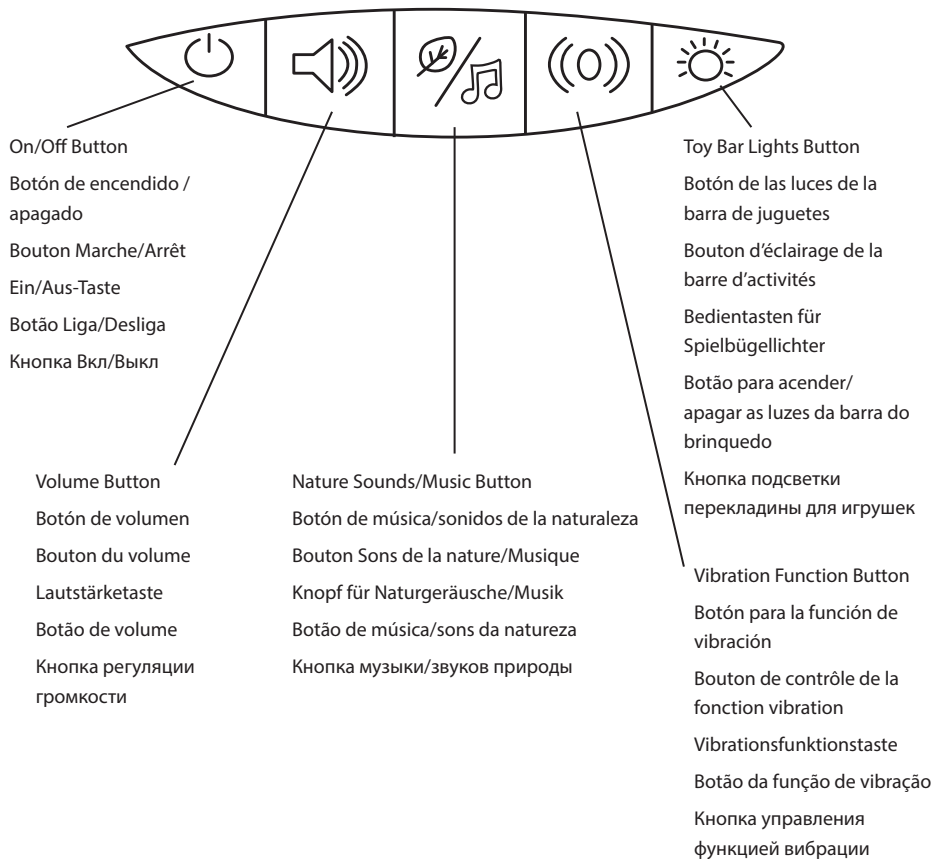 On/Off Button
Botón de encendido /
apagado
Bouton Marche/Arrêt
Ein/Aus-Taste
Botão Liga/Desliga
Кнопка Вкл/Выкл
Volume Button
Botón de volumen
Bouton du volume
Lautstärketaste
Botão de volume
Кнопка регуляции
громкости
Nature Sounds/Music Button
Botón de música/sonidos de la naturaleza
Bouton Sons de la nature/Musique
Knopf für Naturgeräusche/Musik
Botão de música/sons da natureza
Кнопка музыки/звуков природы
Toy Bar Lights Button
Botón de las luces de la
barra de juguetes
Bouton d'éclairage de la
barre d'activités
Bedientasten für
Spielbügellichter
Botão para acender/
apagar as luzes da barra do
brinquedo
Кнопка подсветки
перекладины для игрушек
Vibration Function Button
Botón para la función de
vibración
Bouton de contrôle de la
fonction vibration
Vibrationsfunktionstaste
Botão da função de vibração
Кнопка управления
функцией вибрации